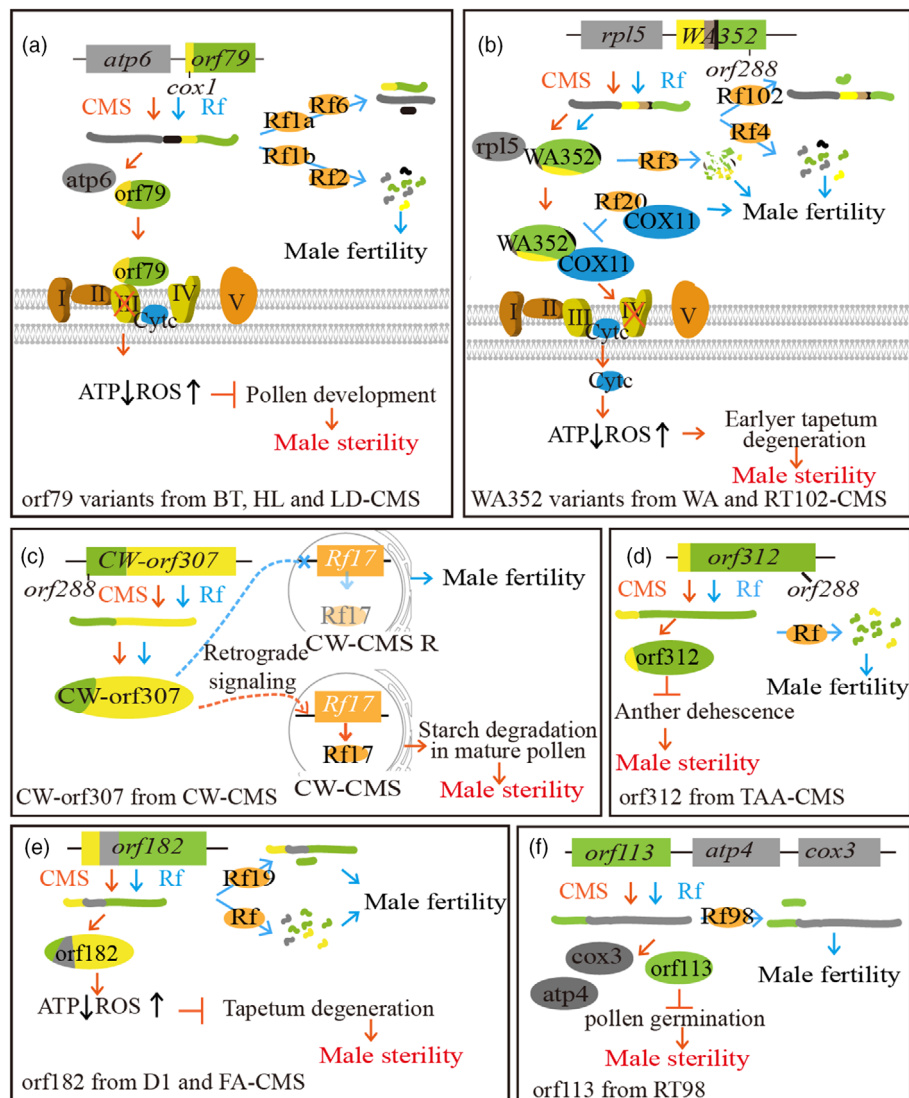 (a)
atp6
orf79
cox1
CMS
Rf
Rf1a
Rf6
Rf1b
Rf2
atp6
orf79
Male fertility
orf79
I
II
III
IV
V
Cytc
ATP↓ROS↑
Pollen development
Male sterility
orf79 variants from BT, HL and LD-CMS
(b)
rpl5
WA352
orf288
CMS
Rf
Rf102
Rf4
rpl5
WA352
Rf3
Rf20
COX11
Male fertility
WA352
COX11
I
II
III
IV
V
Cytc
Cytc
ATP↓ROS↑
Earlyer tapetum
degeneration
Male sterility
WA352 variants from WA and RT102-CMS
(c)
CW-orf307
orf288
CMS
Rf
CW-orf307
Retrograde
signaling
Rf17
Rf17
CW-CMS R
Male fertility
Rf17
Rf17
CW-CMS
Starch degradation
in mature pollen
Male sterility
CW-orf307 from CW-CMS
(d)
orf312
orf288
CMS
Rf
orf312
Rf
Male fertility
Anther dehescence
Male sterility
orf312 from TAA-CMS
(e)
orf182
CMS
Rf
Rf19
Rf
Male fertility
orf182
ATP↓ROS↑
Tapetum degeneration
Male sterility
orf182 from D1 and FA-CMS
(f)
orf113
atp4
cox3
CMS
Rf
Rf98
cox3
orf113
atp4
Male fertility
pollen germination
Male sterility
orf113 from RT98